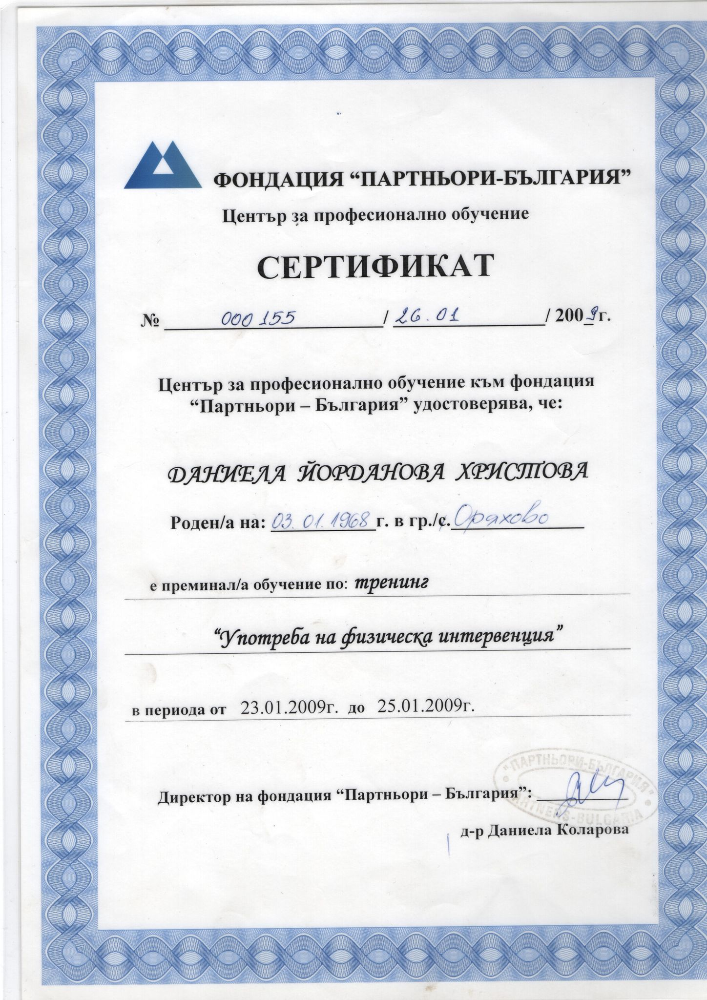 ФОНДАЦИЯ “ПАРТНЬОРИ-БЪЛГАРИЯ”
Център за професионално обучение
СЕРТИФИКАТ
№ 000155 / 26.01 / 2009г.
Център за професионално обучение към фондация
“Партньори – България” удостоверява, че:
ДАНИЕЛА ЙОРДАНОВА ХРИСТОВА
Роден/а на: 03.01.1968 г. в гр./с. Оряхово
е преминал/а обучение по: тренинг
“Употреба на физическа интервенция”
в периода от 23.01.2009г. до 25.01.2009г.
"ПАРТНЬОРИ-БЪЛГАРИЯ"
Директор на фондация “Партньори – България”:
PARTNERS-BULGARIA
д-р Даниела Коларова